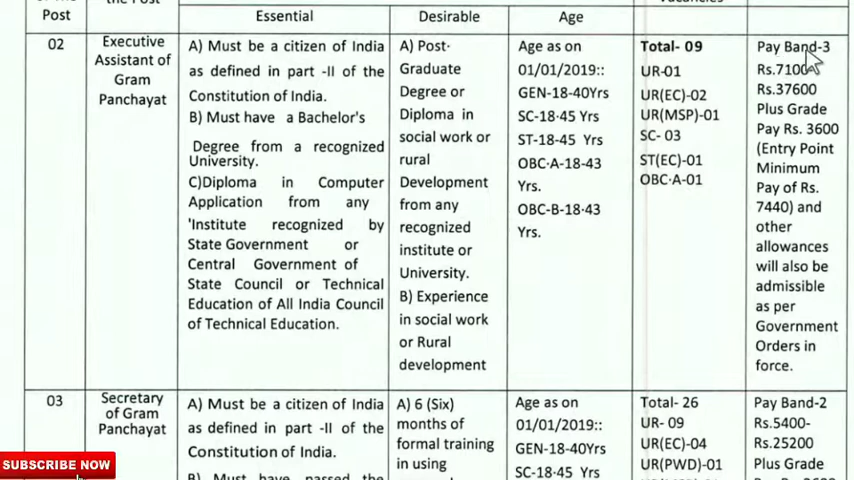 Post
the Post
Essential
Desirable
Age
Vacancies
02
Executive
Assistant of
Gram
Panchayat
A) Must be a citizen of India
as defined in part -II of the
Constitution of India.
B) Must have a Bachelor's
Degree from a recognized
University.
C)Diploma in Computer
Application from any
'Institute recognized by
State Government or
Central Government of
State Council or Technical
Education of All India Council
of Technical Education.
A) Post-
Graduate
Degree or
Diploma in
social work or
rural
Development
from any
recognized
institute or
University.
B) Experience
in social work
or Rural
development
Age as on
01/01/2019::
GEN-18-40Yrs
SC-18-45 Yrs
ST-18-45 Yrs
OBC-A-18-43
Yrs.
OBC-B-18-43
Yrs.
Total- 09
UR-01
UR(EC)-02
UR(MSP)-01
SC- 03
ST(EC)-01
OBC-A-01
Pay Band-3
Rs.7100-
Rs.37600
Plus Grade
Pay Rs. 3600
(Entry Point
Minimum
Pay of Rs.
7440) and
other
allowances
will also be
admissible
as per
Government
Orders in
force.
03
Secretary
of Gram
Panchayat
A) Must be a citizen of India
as defined in part -II of the
Constitution of India.
B) Must have passed the
A) 6 (Six)
months of
formal training
in using
Age as on
01/01/2019::
GEN-18-40Yrs
SC-18-45 Yrs
Total- 26
UR- 09
UR(EC)-04
UR(PWD)-01
Pay Band-2
Rs.5400-
Rs.25200
Plus Grade
SUBSCRIBE NOW